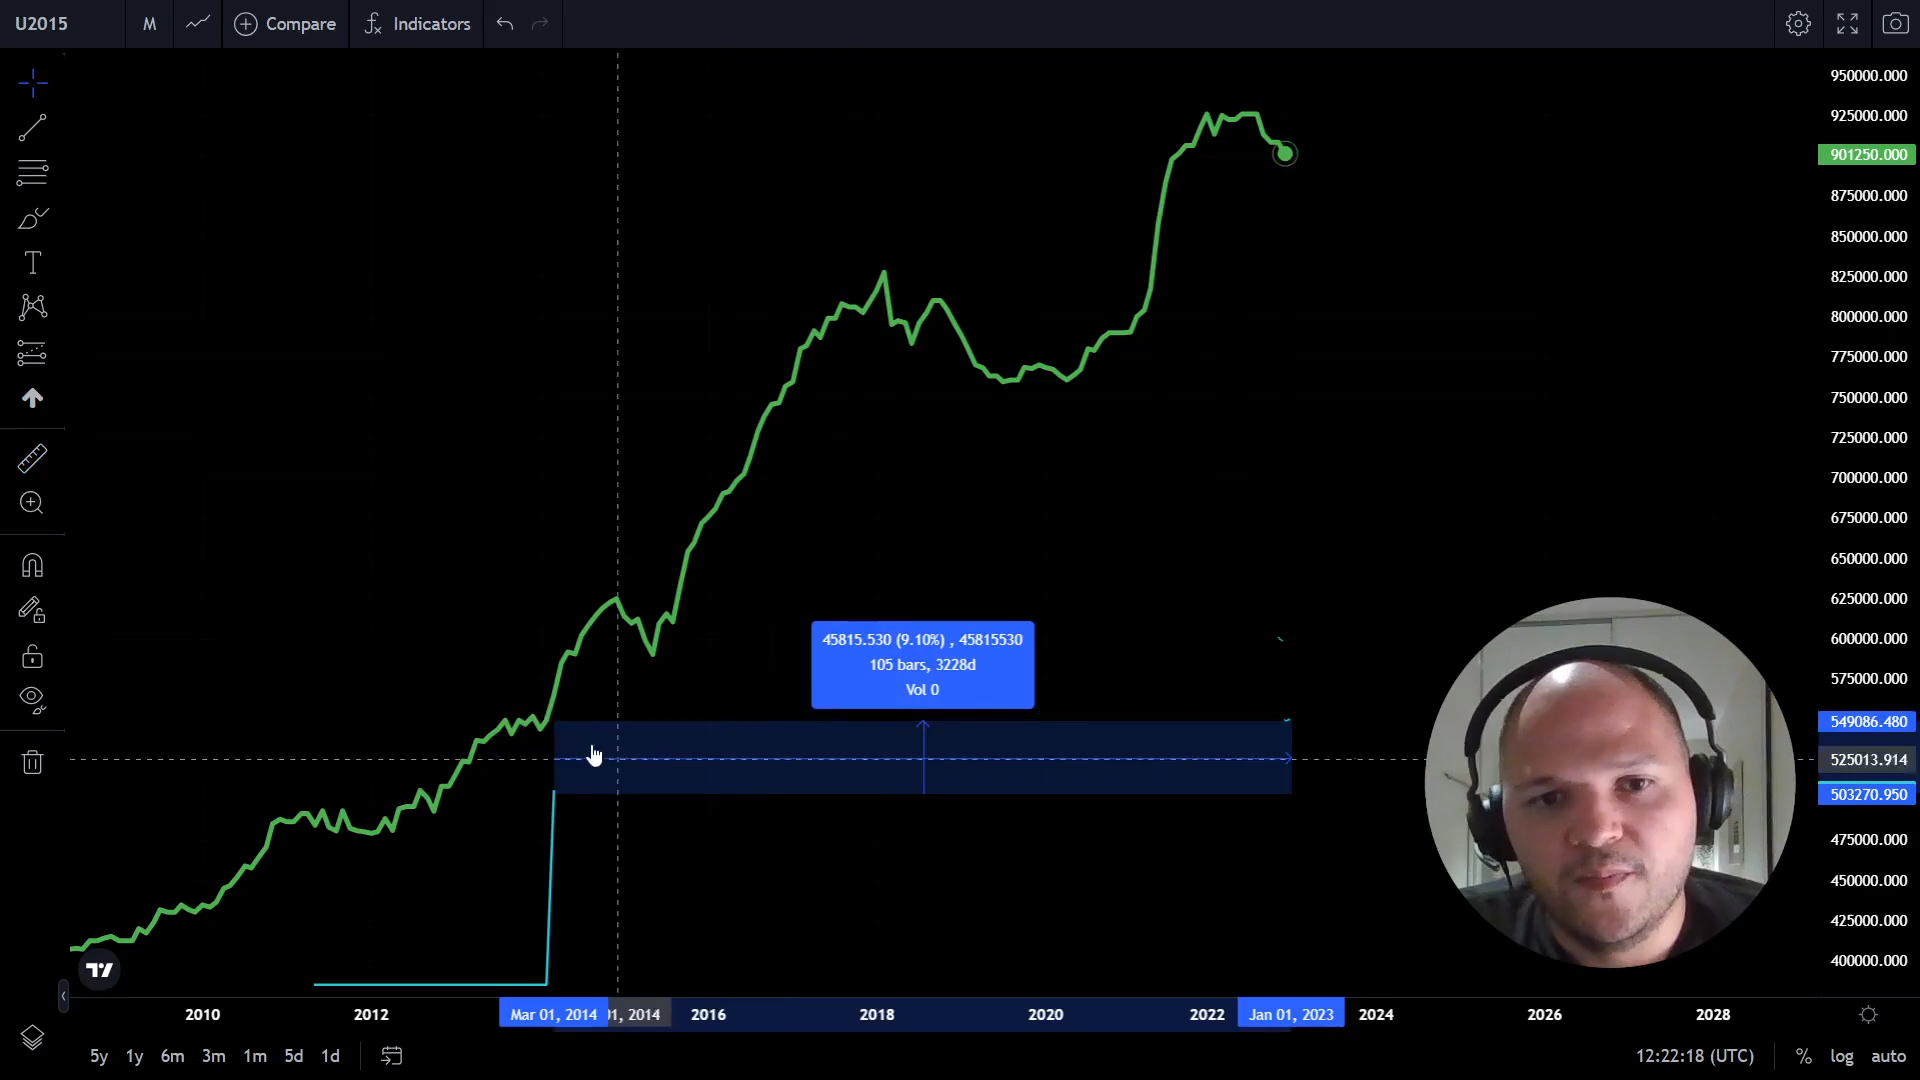 U2015
M
Compare
Indicators
950000.000
925000.000
901250.000
875000.000
850000.000
825000.000
800000.000
775000.000
750000.000
725000.000
700000.000
675000.000
650000.000
625000.000
600000.000
575000.000
549086.480
525013.914
503270.950
475000.000
450000.000
425000.000
400000.000
45815.530 (9.10%) , 45815530
105 bars, 3228d
Vol 0
2010
2012
Mar 01, 2014
01, 2014
2016
2018
2020
2022
Jan 01, 2023
2024
2026
2028
5y 1y 6m 3m 1m 5d 1d
12:22:18 (UTC)
% log auto